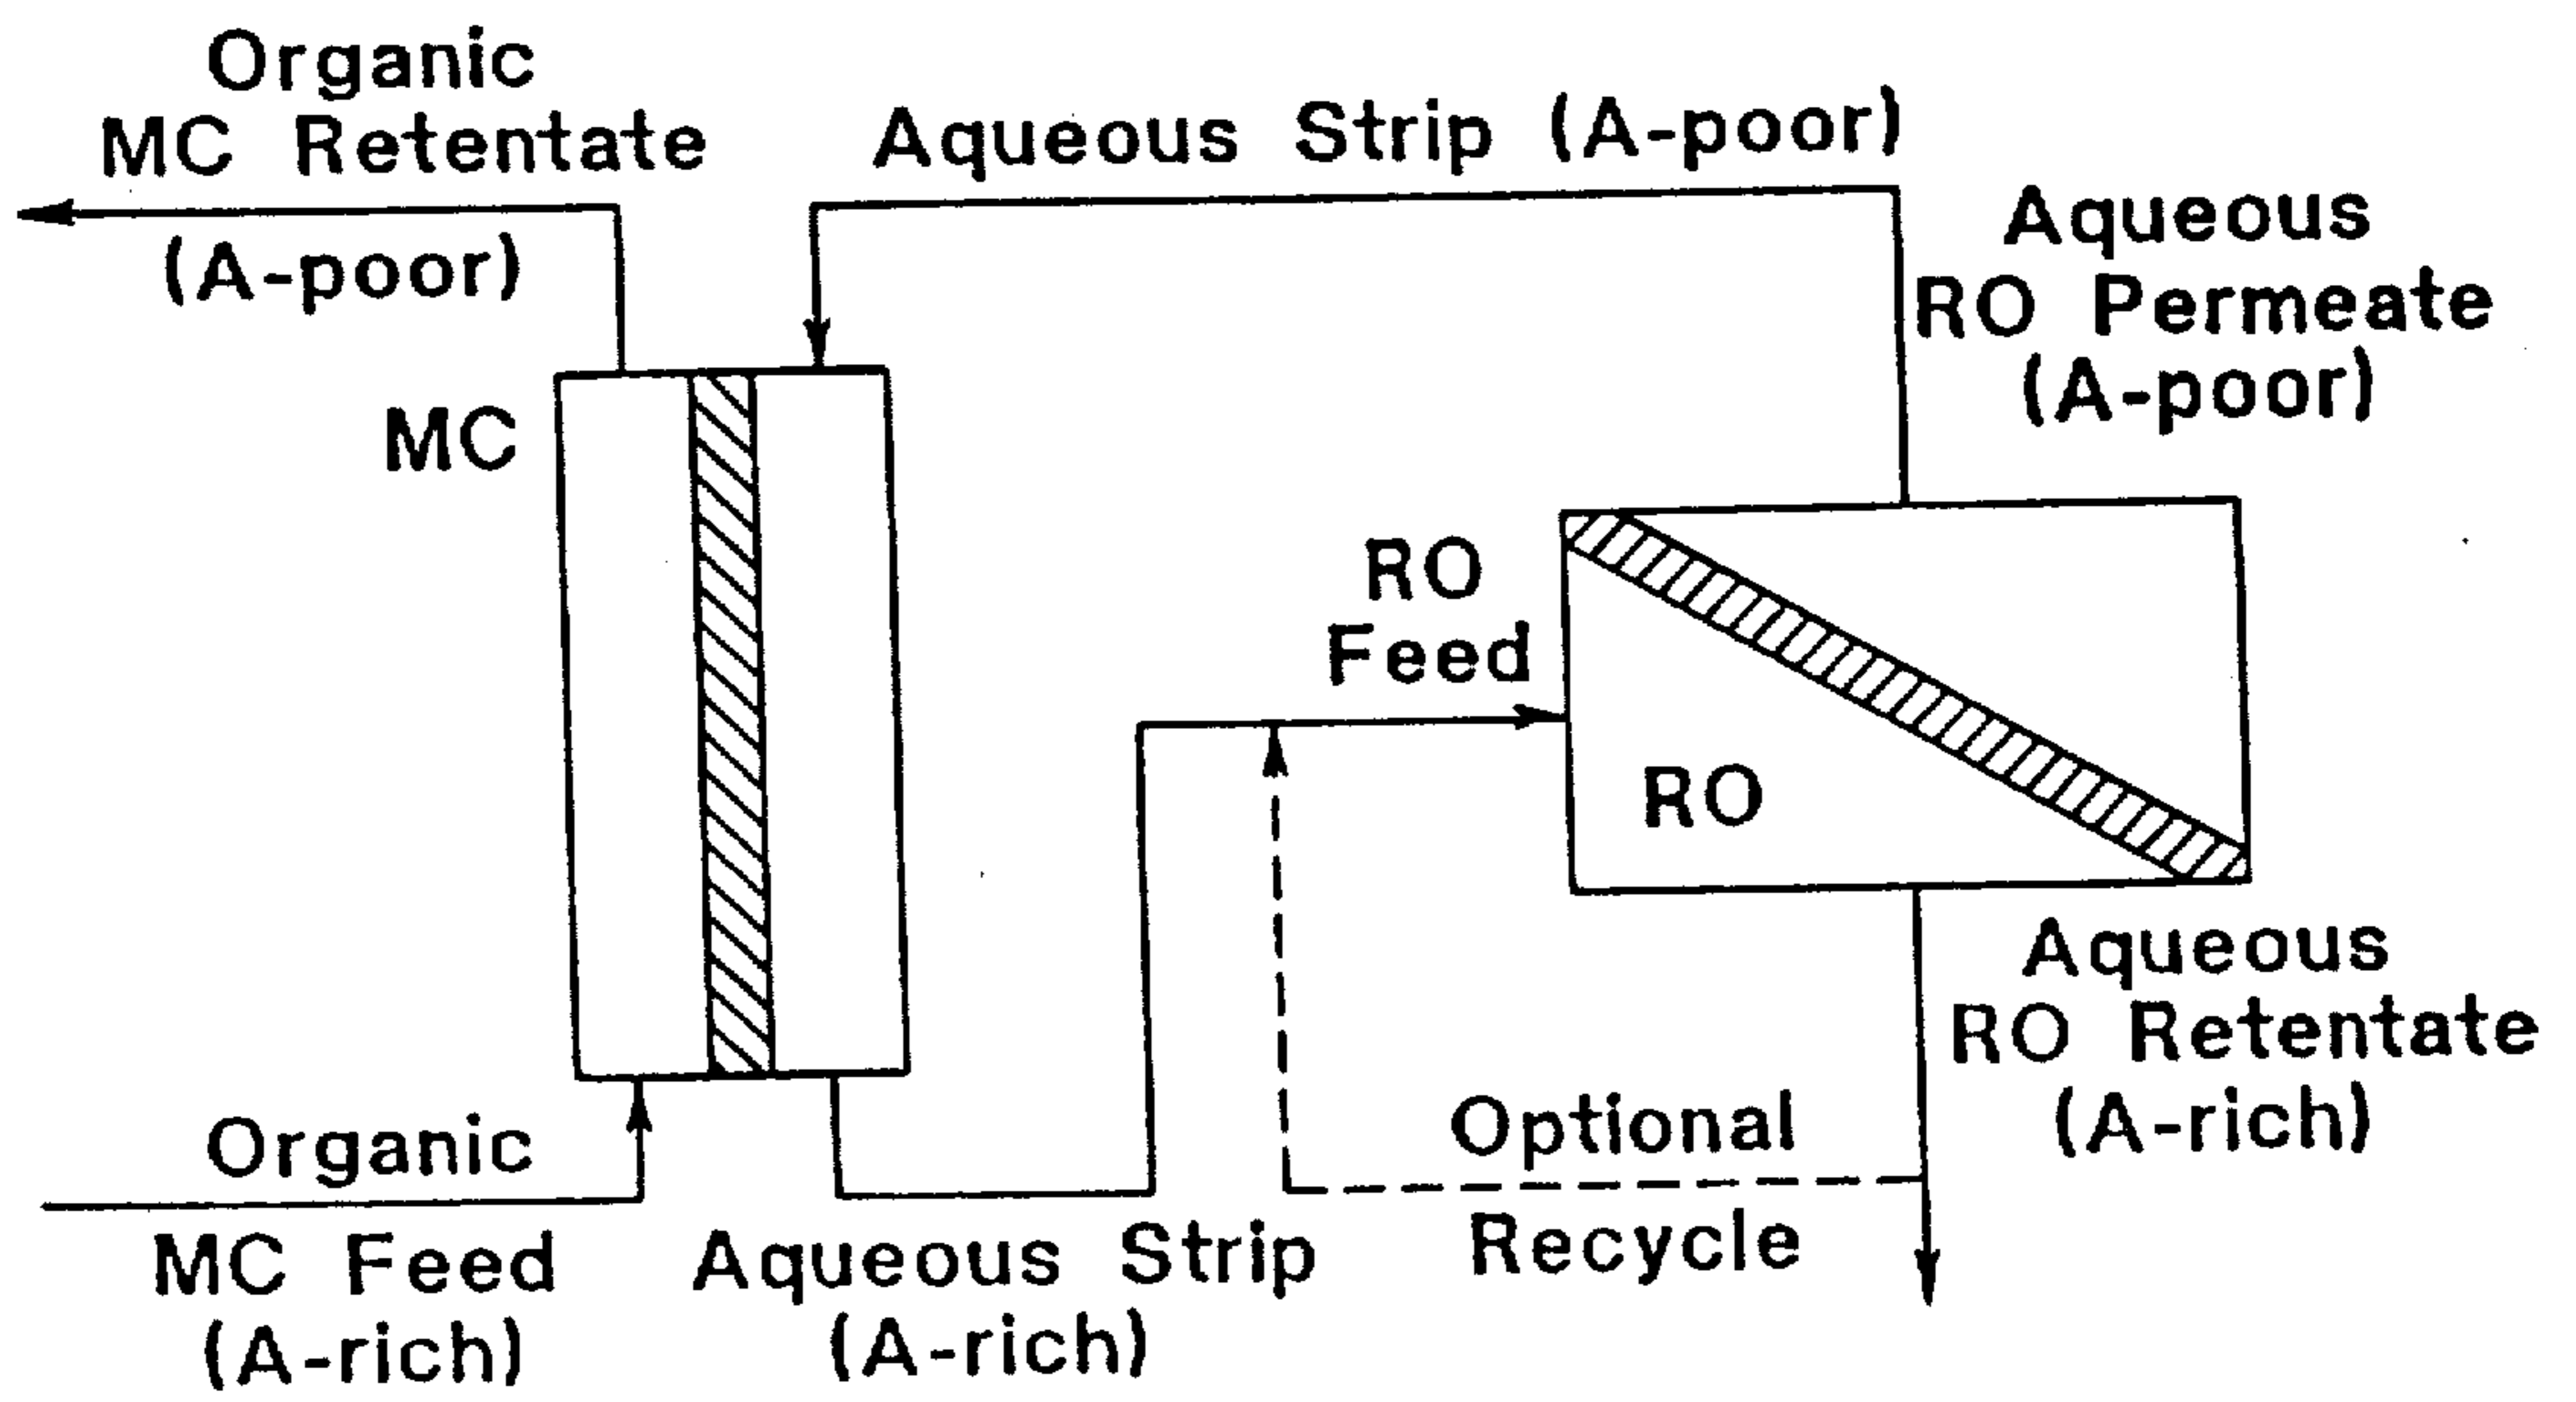 Organic
MC Retentate
(A-poor)
Aqueous Strip (A-poor)
Aqueous
RO Permeate
(A-poor)
MC
RO
Feed
RO
Aqueous
RO Retentate
(A-rich)
Optional
Recycle
Organic
MC Feed
(A-rich)
Aqueous Strip
(A-rich)